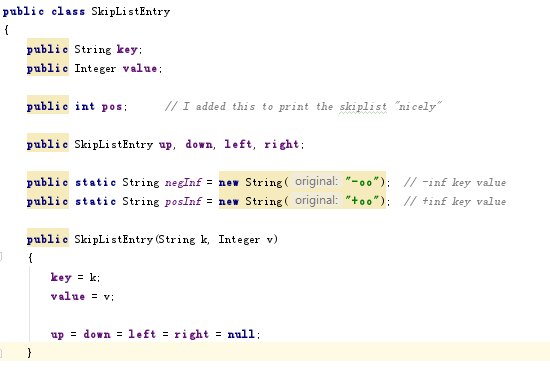 public class SkipListEntry
{
public String key;
public Integer value;
public int pos; // I added this to print the skiplist "nicely"
public SkipListEntry up, down, left, right;
public static String negInf = new String( original: "-oo"); // -inf key value
public static String posInf = new String( original: "+oo"); // +inf key value
public SkipListEntry(String k, Integer v)
{
key = k;
value = v;
up = down = left = right = null;
}